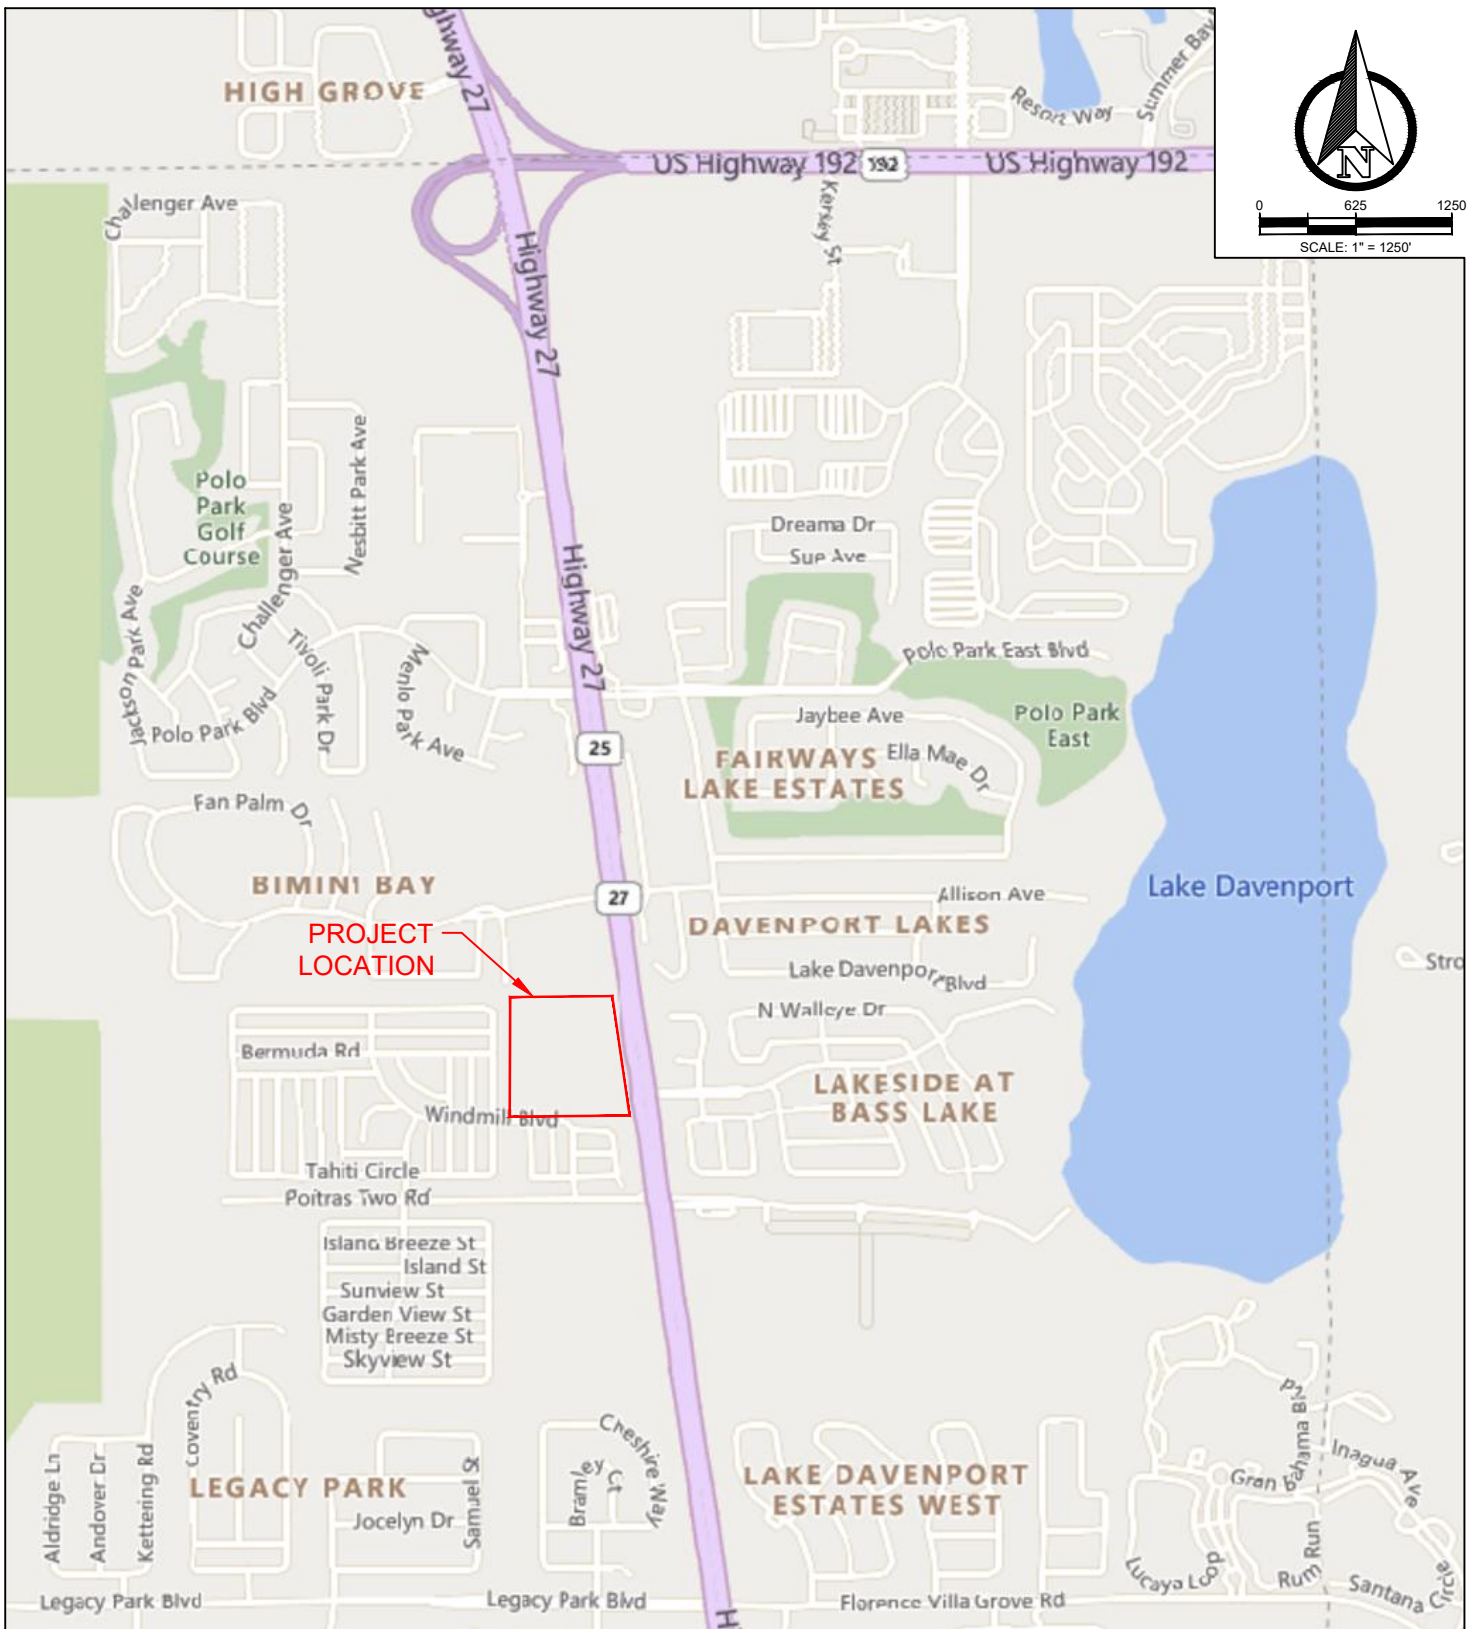 ghway 27
HIGH GROVE
Resort Way
Summer Bay
N
0 625 1250
SCALE: 1" = 1250'
US Highway 192
192
US Highway 192
Challenger Ave
Kersey St
Highway 27
Polo
Park
Golf
Course
Nesbitt Park Ave
Challenger Ave
Dreama Dr
Sue Ave
Highway 27
Jackson Park Ave
Tivoli Park Dr
Menlo Park Ave
Polo Park Blvd
Polo Park East Blvd
Jaybee Ave
Polo Park
East
25
FAIRWAYS
LAKE ESTATES
Ella Mae Dr
Fan Palm Dr
BIMINI BAY
27
Allison Ave
Lake Davenport
PROJECT
LOCATION
DAVENPORT LAKES
Lake Davenport Blvd
Stro
N Walleye Dr
Bermuda Rd
LAKESIDE AT
BASS LAKE
Windmill Blvd
Tahiti Circle
Poitras Two Rd
Island Breeze St
Island St
Sunview St
Garden View St
Misty Breeze St
Skyview St
Coventry Rd
Cheshire Way
Gran Bahama Blvd
Inagua Ave
Aldridge Ln
Andover Dr
Kettering Rd
LEGACY PARK
Samuel St
Jocelyn Dr
Bramley Ct
LAKE DAVENPORT
ESTATES WEST
Lucaya Loop
Rum Run
Santana Circle
Legacy Park Blvd
Legacy Park Blvd
Florence Villa Grove Rd
H